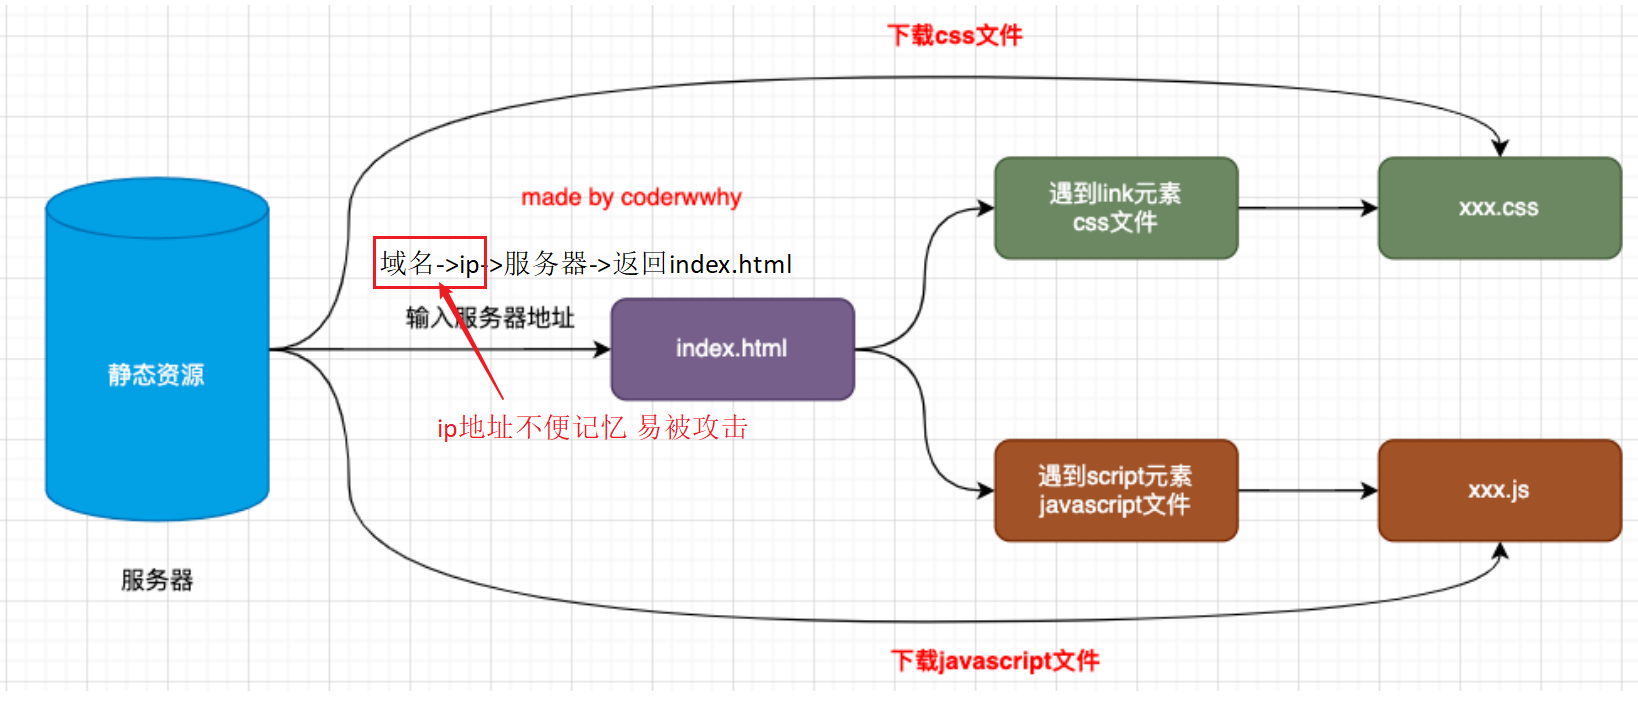 下载css文件
made by coderwwhy
遇到link元素
css文件
xxx.css
域名->ip->服务器->返回index.html
输入服务器地址
index.html
静态资源
ip地址不便记忆 易被攻击
遇到script元素
javascript文件
xxx.js
服务器
下载javascript文件